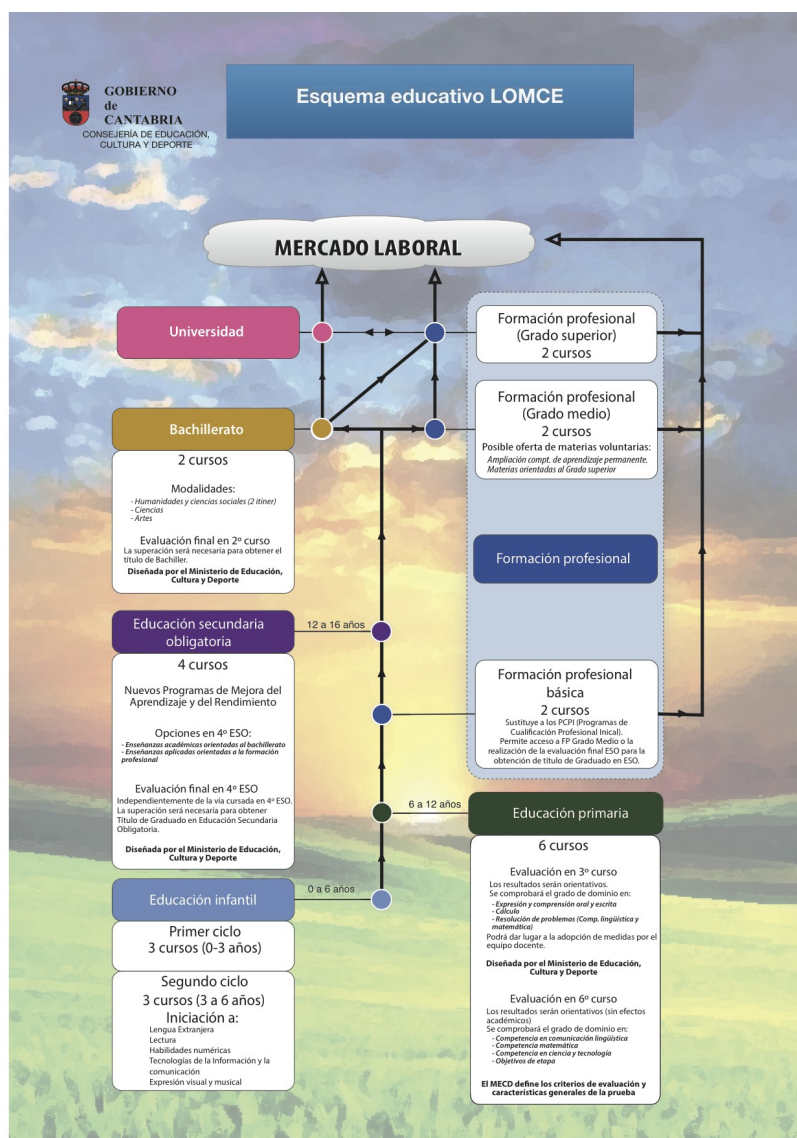 GOBIERNO
de
CANTABRIA
CONSEJERÍA DE EDUCACIÓN,
CULTURA Y DEPORTE
Esquema educativo LOMCE
MERCADO LABORAL
Universidad
Formación profesional
(Grado superior)
2 cursos
Formación profesional
(Grado medio)
2 cursos
Posible oferta de materias voluntarias:
Ampliación compt. de aprendizaje permanente.
Materias orientadas al Grado superior
Bachillerato
2 cursos
Modalidades:
- Humanidades y ciencias sociales (2 itiner)
- Ciencias
- Artes
Evaluación final en 2º curso
La superación será necesaria para obtener el
título de Bachiller.
Diseñada por el Ministerio de Educación,
Cultura y Deporte
Formación profesional
Educación secundaria
obligatoria
12 a 16 años
4 cursos
Nuevos Programas de Mejora del
Aprendizaje y del Rendimiento
Opciones en 4º ESO:
- Enseñanzas académicas orientadas al bachillerato
- Enseñanzas aplicadas orientadas a la formación
profesional
Evaluación final en 4º ESO
Independientemente de la vía cursada en 4º ESO.
La superación será necesaria para obtener
Título de Graduado en Educación Secundaria
Obligatoria.
Diseñada por el Ministerio de Educación,
Cultura y Deporte
Formación profesional
básica
2 cursos
Sustituye a los PCPI (Programas de
Cualificación Profesional Inical).
Permite acceso a FP Grado Medio o la
realización de la evaluación final ESO para la
obtención de título de Graduado en ESO.
6 a 12 años
Educación primaria
6 cursos
Evaluación en 3º curso
Los resultados serán orientativos.
Se comprobará el grado de dominio en:
- Expresión y comprensión oral y escrita
- Cálculo
- Resolución de problemas (Comp. lingüística y
matemática)
Podrá dar lugar a la adopción de medidas por el
equipo docente.
Diseñada por el Ministerio de Educación,
Cultura y Deporte
Evaluación en 6º curso
Los resultados serán orientativos (sin efectos
académicos)
Se comprobará el grado de dominio en:
- Competencia en comunicación lingüística
- Competencia matemática
- Competencia en ciencia y tecnología
- Objetivos de etapa
El MECD define los criterios de evaluación y
características generales de la prueba
Educación infantil
0 a 6 años
Primer ciclo
3 cursos (0-3 años)
Segundo ciclo
3 cursos (3 a 6 años)
Iniciación a:
Lengua Extranjera
Lectura
Habilidades numéricas
Tecnologías de la Información y la
comunicación
Expresión visual y musical